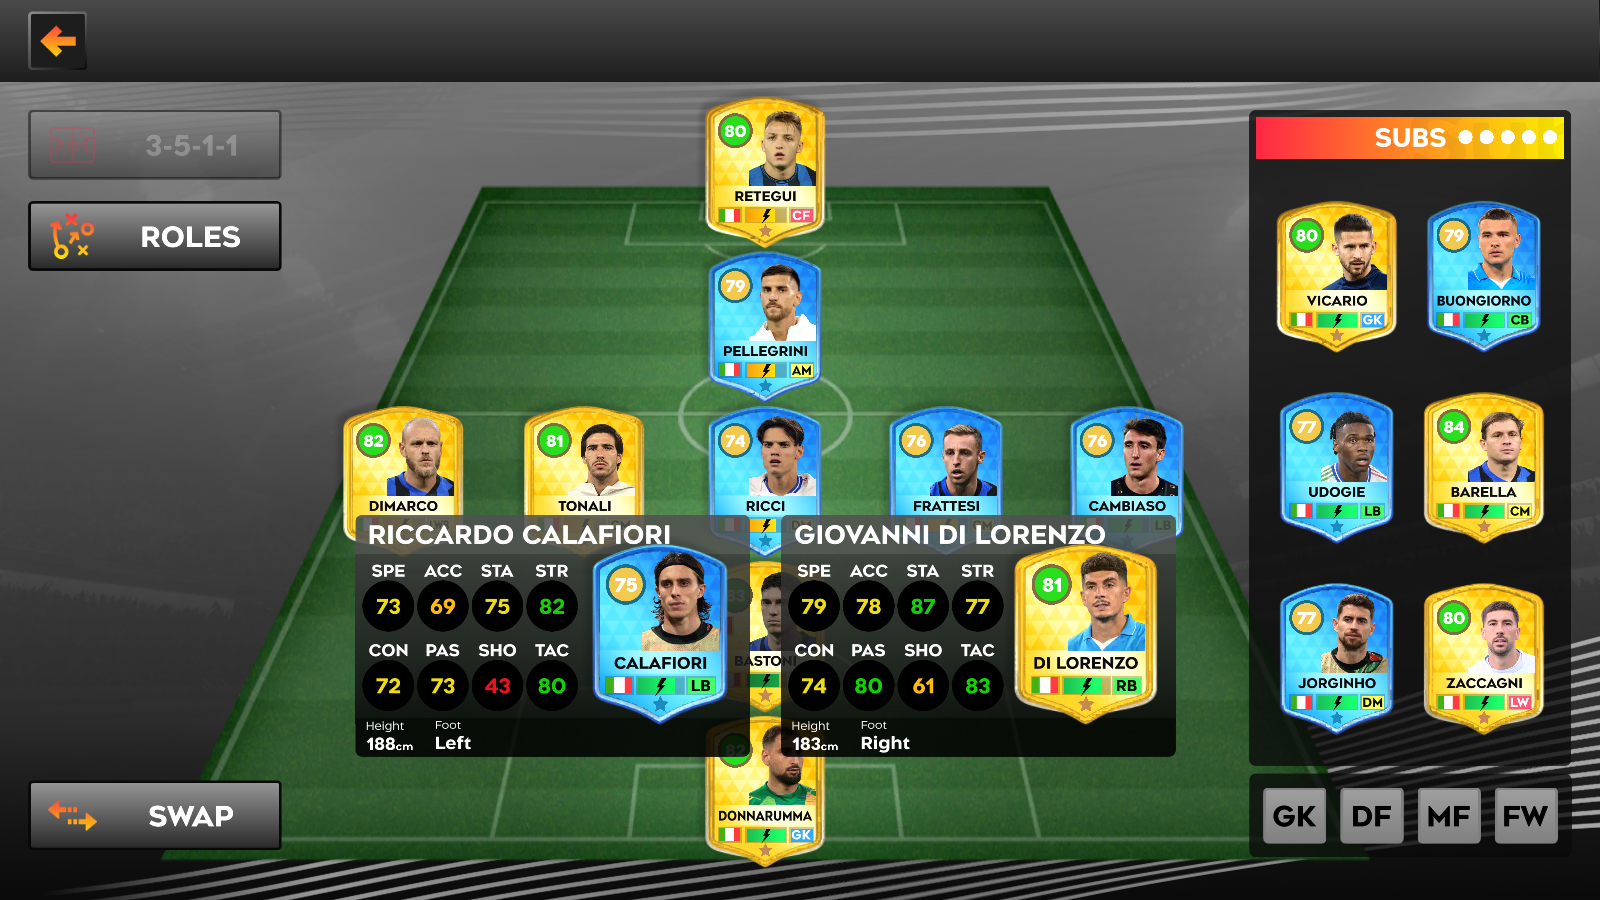 3-5-1-1
ROLES
SWAP
80
RETEGUI
CF
79
PELLEGRINI
AM
82
DIMARCO
81
TONALI
74
RICCI
76
FRATTESI
CM
76
CAMBIASO
LB
RICCARDO CALAFIORI
SPE ACC STA STR
73 69 75 82
CON PAS SHO TAC
72 73 43 80
Height Foot
188cm Left
75
CALAFIORI
LB
83
BASTONI
GIOVANNI DI LORENZO
SPE ACC STA STR
79 78 87 77
CON PAS SHO TAC
74 80 61 83
Height Foot
183cm Right
81
DI LORENZO
RB
82
DONNARUMMA
GK
SUBS
80
VICARIO
GK
79
BUONGIORNO
CB
77
UDOGIE
LB
84
BARELLA
CM
77
JORGINHO
DM
80
ZACCAGNI
LW
GK DF MF FW